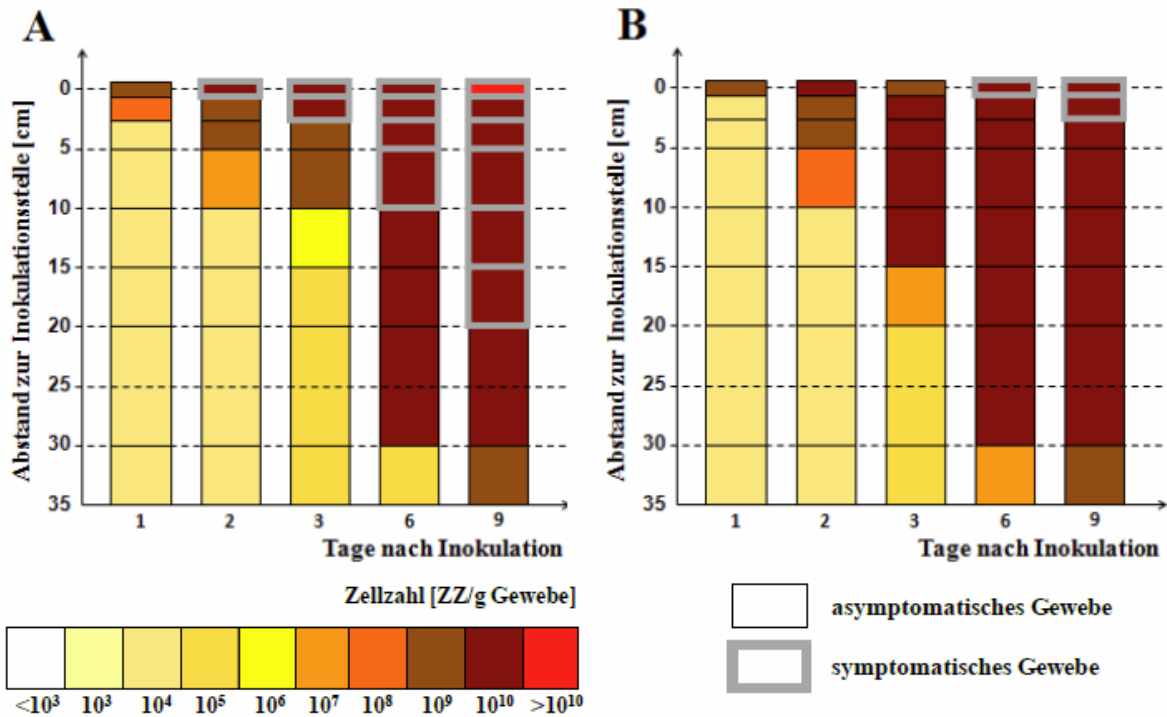 A
Abstand zur Inokulationsstelle [cm]
0
5
10
15
20
25
30
35
1 2 3 6 9
Tage nach Inokulation
B
Abstand zur Inokulationsstelle [cm]
0
5
10
15
20
25
30
35
1 2 3 6 9
Tage nach Inokulation
Zellzahl [ZZ/g Gewebe]
<10³ 10³ 10⁴ 10⁵ 10⁶ 10⁷ 10⁸ 10⁹ 10¹⁰ >10¹⁰
asymptomatisches Gewebe
symptomatisches Gewebe